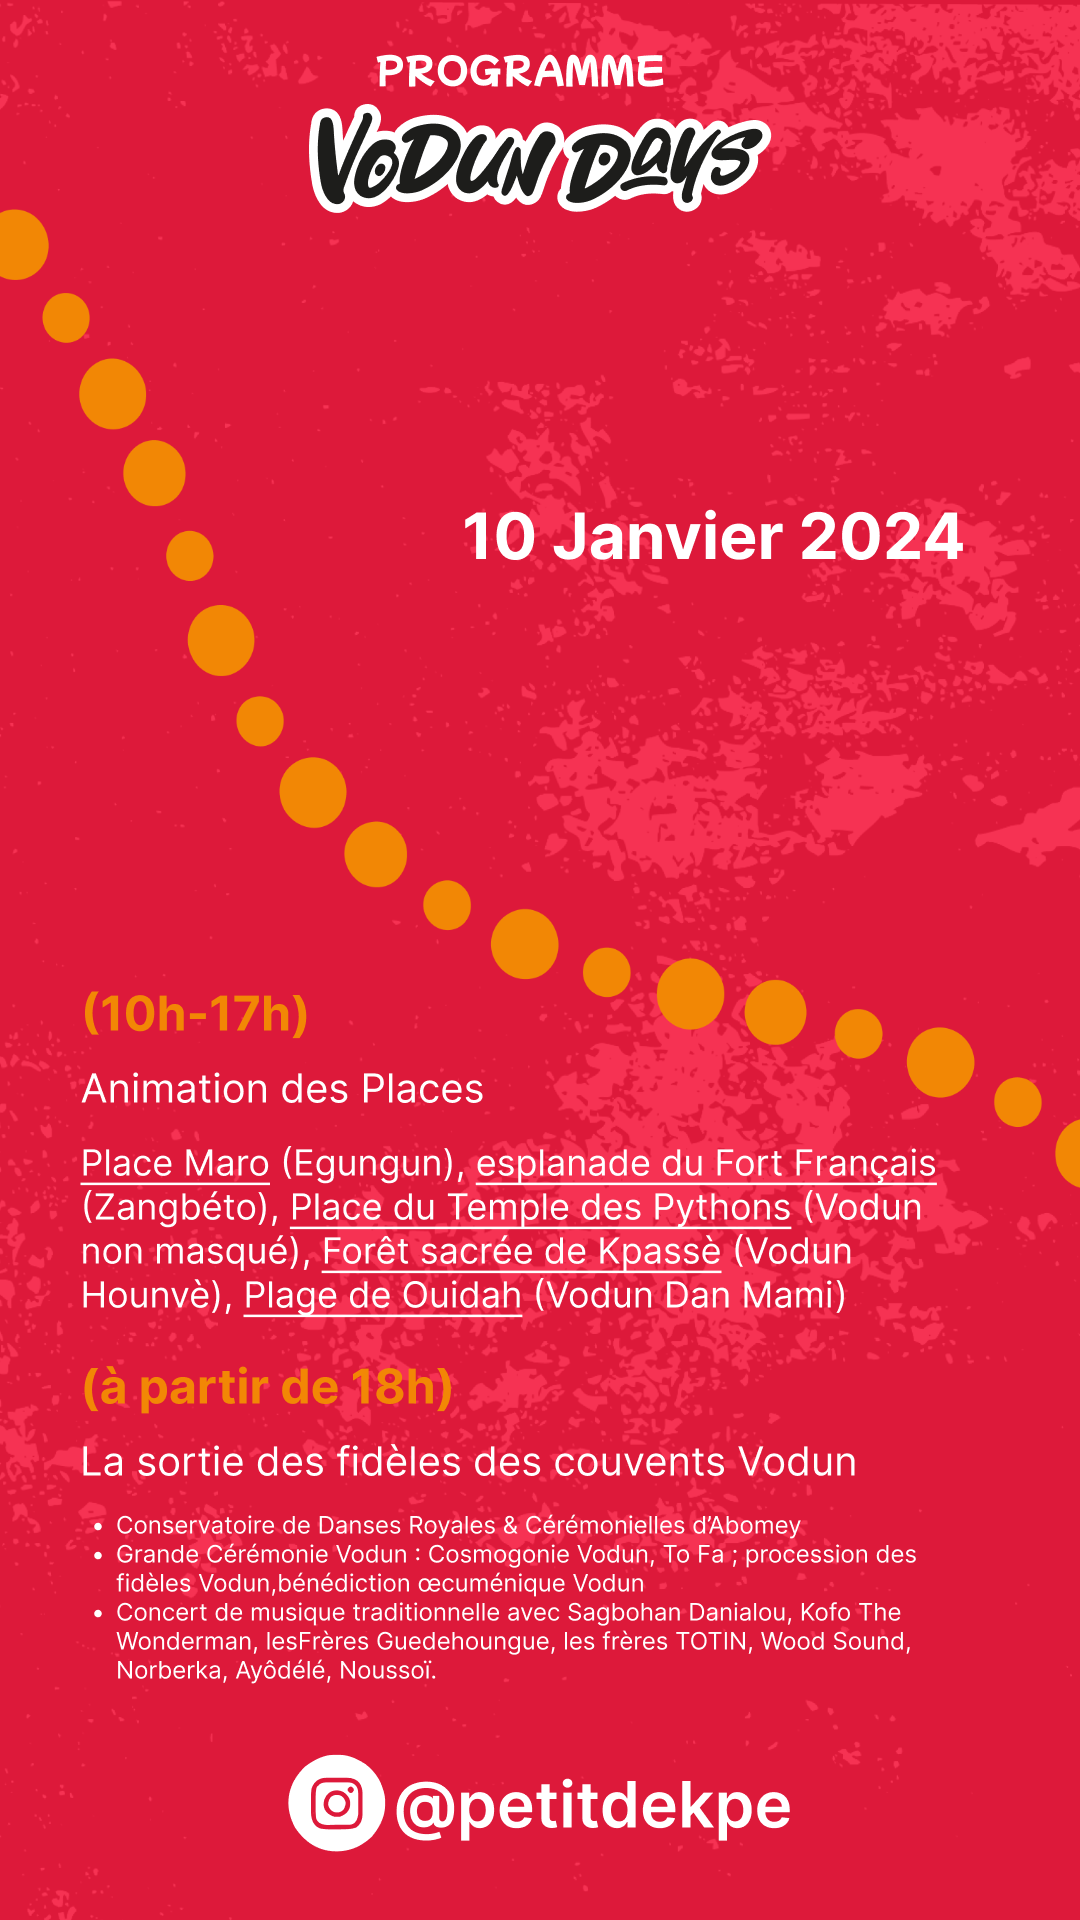 PROGRAMME
VODUN DAYS
10 Janvier 2024
(10h-17h)
Animation des Places
Place Maro (Egungun), esplanade du Fort Français
(Zangbéto), Place du Temple des Pythons (Vodun
non masqué), Forêt sacrée de Kpassè (Vodun
Hounvè), Plage de Ouidah (Vodun Dan Mami)
(à partir de 18h)
La sortie des fidèles des couvents Vodun
• Conservatoire de Danses Royales & Cérémonielles d'Abomey
• Grande Cérémonie Vodun : Cosmogonie Vodun, To Fa ; procession des
fidèles Vodun,bénédiction œcuménique Vodun
• Concert de musique traditionnelle avec Sagbohan Danialou, Kofo The
Wonderman, lesFrères Guedehoungue, les frères TOTIN, Wood Sound,
Norberka, Ayôdélé, Noussoï.
@petitdekpe